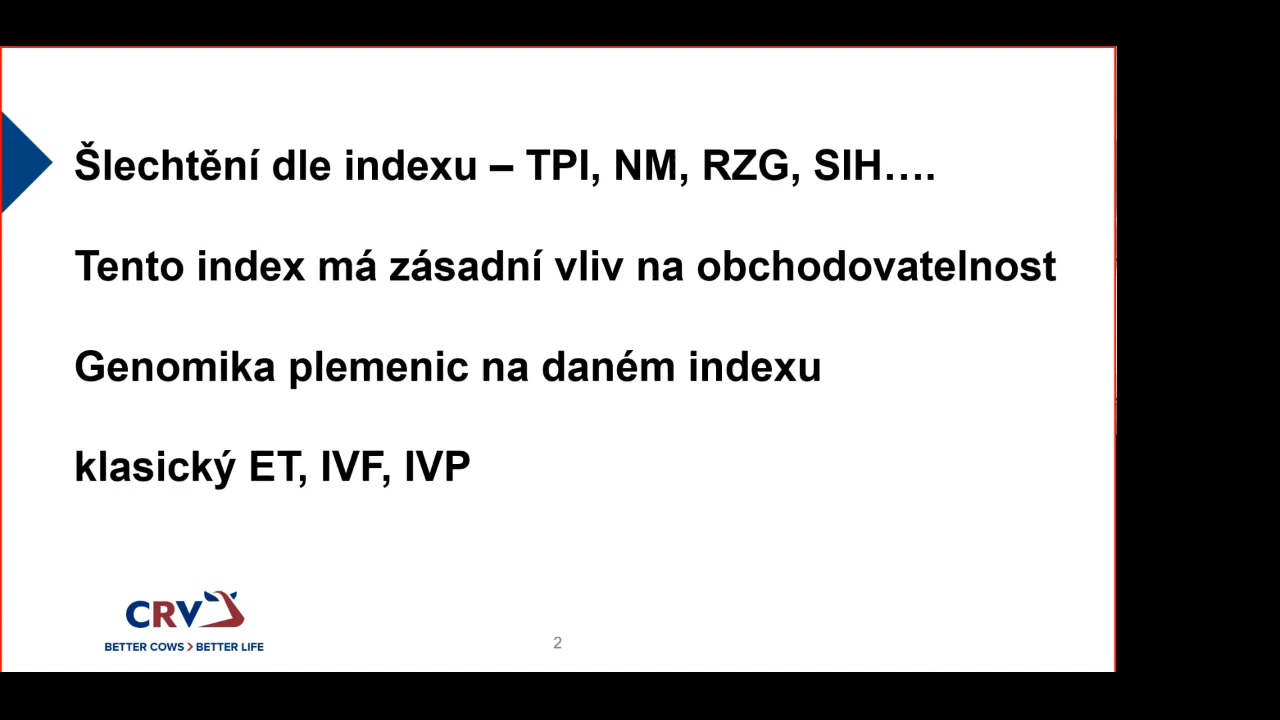 Šlechtění dle indexu – TPI, NM, RZG, SIH….
Tento index má zásadní vliv na obchodovatelnost
Genomika plemenic na daném indexu
klasický ET, IVF, IVP
CRV
BETTER COWS > BETTER LIFE
2